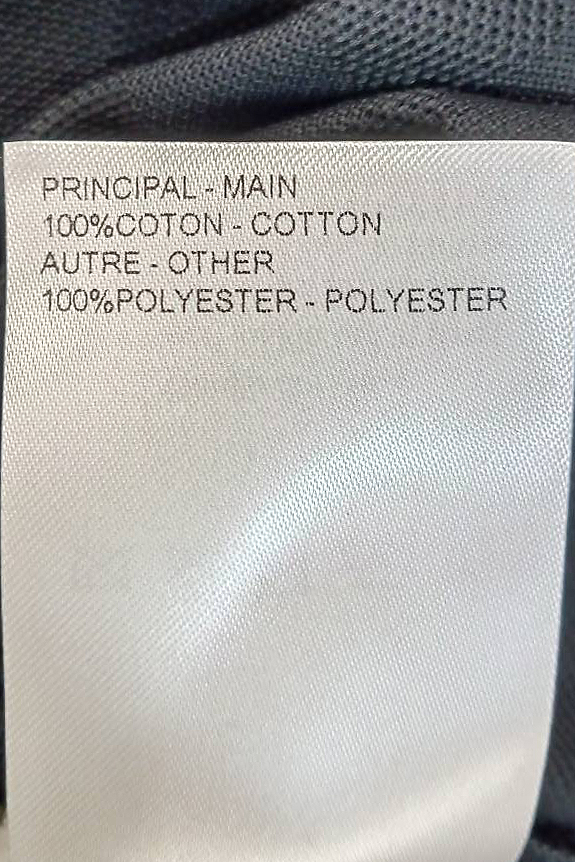 PRINCIPAL - MAIN
100%COTON - COTTON
AUTRE - OTHER
100%POLYESTER - POLYESTER